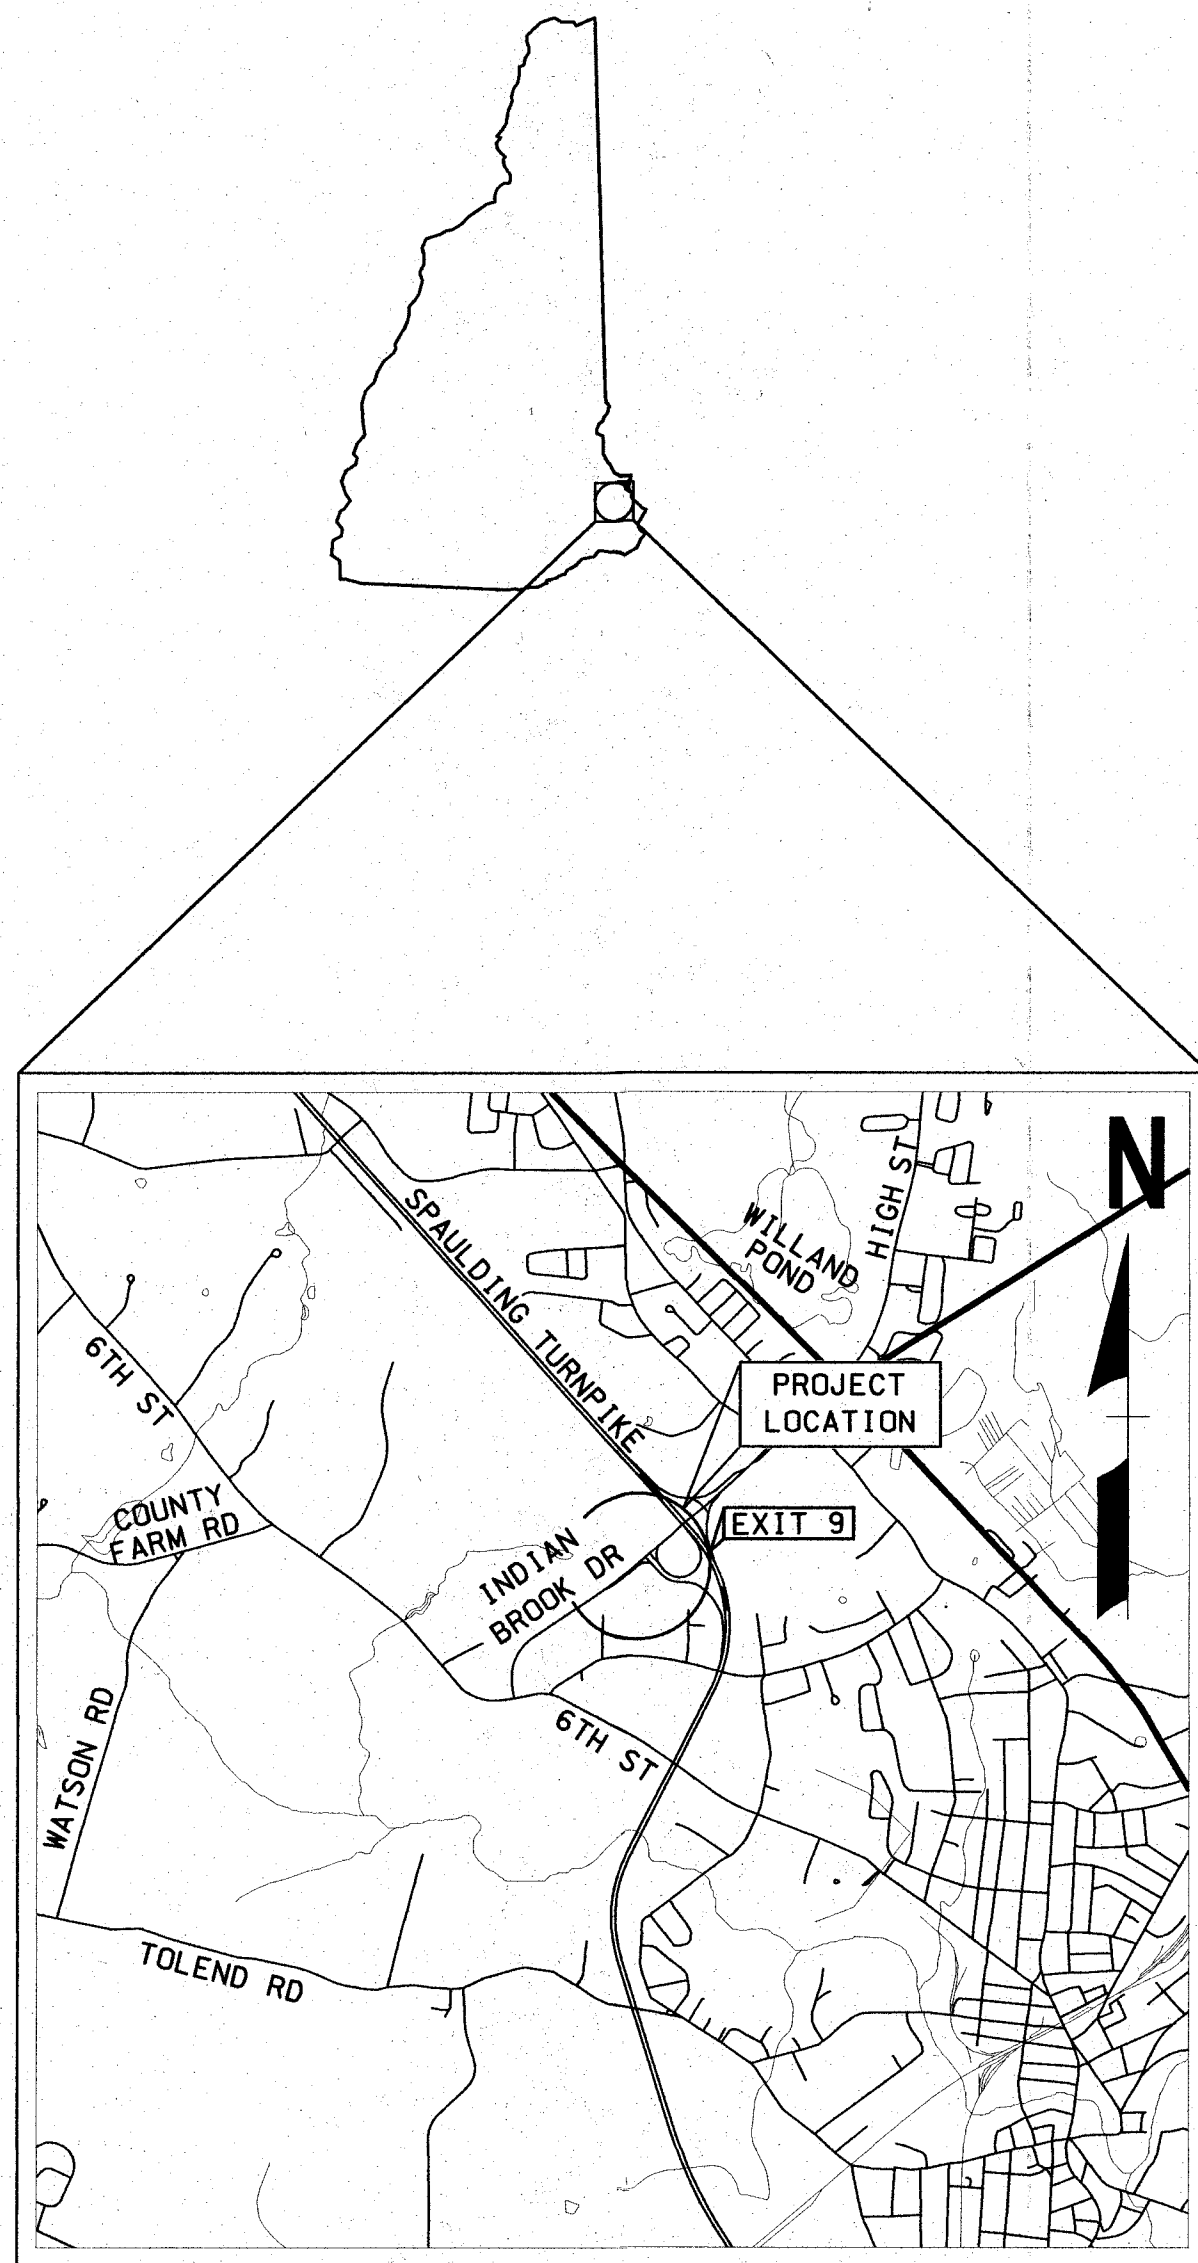 N
SPAULDING TURNPIKE
WILLAND
POND
HIGH ST
6TH ST
PROJECT
LOCATION
COUNTY
FARM RD
EXIT 9
INDIAN
BROOK DR
WATSON RD
6TH ST
TOLEND RD